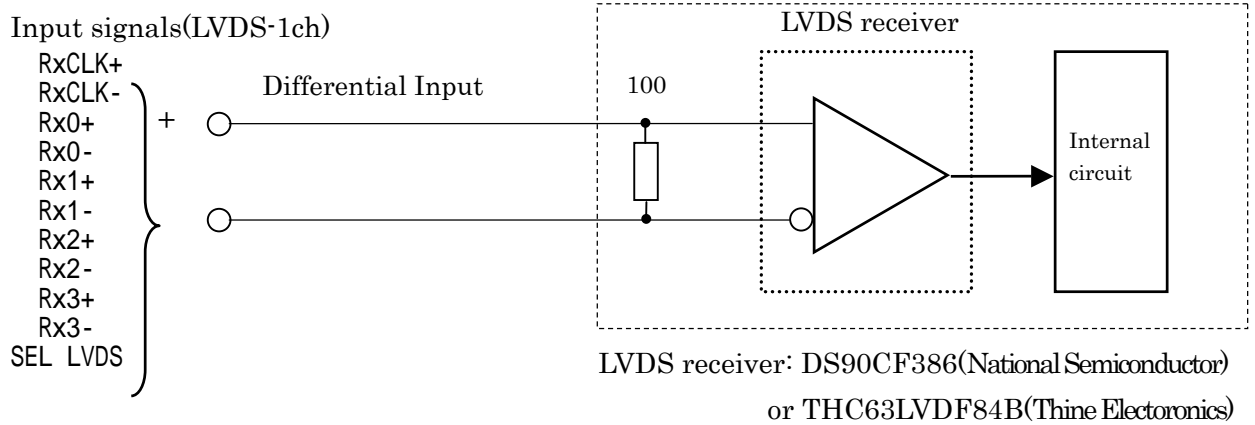 Input signals(LVDS-1ch)
RxCLK+
RxCLK-
Rx0+
Rx0-
Rx1+
Rx1-
Rx2+
Rx2-
Rx3+
Rx3-
SEL LVDS
+
Differential Input
100
LVDS receiver
Internal
circuit
LVDS receiver: DS90CF386(National Semiconductor)
or THC63LVDF84B(Thine Electoronics)